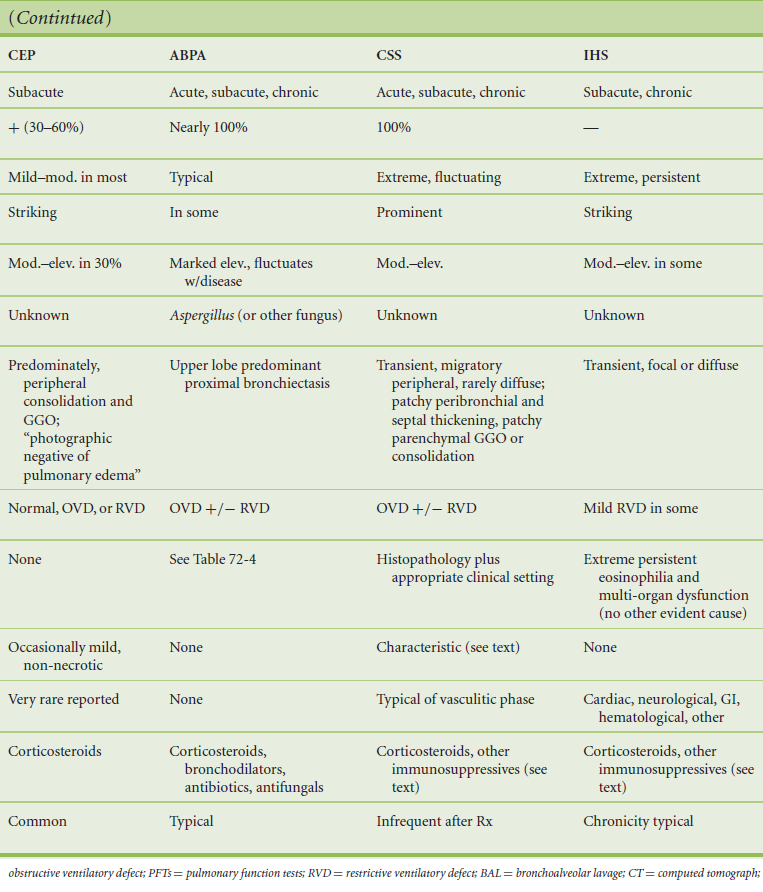 (Contintued)
CEP ABPA CSS IHS
Subacute Acute, subacute, chronic Acute, subacute, chronic Subacute, chronic
+ (30–60%) Nearly 100% 100% —
Mild–mod. in most Typical Extreme, fluctuating Extreme, persistent
Striking In some Prominent Striking
Mod.–elev. in 30% Marked elev., fluctuates Mod.–elev. Mod.–elev. in some
w/disease
Unknown Aspergillus (or other fungus) Unknown Unknown
Predominately, Upper lobe predominant Transient, migratory Transient, focal or diffuse
peripheral proximal bronchiectasis peripheral, rarely diffuse;
consolidation and patchy peribronchial and
GGO; septal thickening, patchy
“photographic parenchymal GGO or
negative of consolidation
pulmonary edema”
Normal, OVD, or RVD OVD +/− RVD OVD +/− RVD Mild RVD in some
None See Table 72-4 Histopathology plus Extreme persistent
appropriate clinical setting eosinophilia and
multi-organ dysfunction
(no other evident cause)
Occasionally mild, None Characteristic (see text) None
non-necrotic
Very rare reported None Typical of vasculitic phase Cardiac, neurological, GI,
hematological, other
Corticosteroids Corticosteroids, Corticosteroids, other Corticosteroids, other
bronchodilators, immunosuppressives (see immunosuppressives (see
antibiotics, antifungals text) text)
Common Typical Infrequent after Rx Chronicity typical
obstructive ventilatory defect; PFTs = pulmonary function tests; RVD = restrictive ventilatory defect; BAL = bronchoalveolar lavage; CT = computed tomograph;